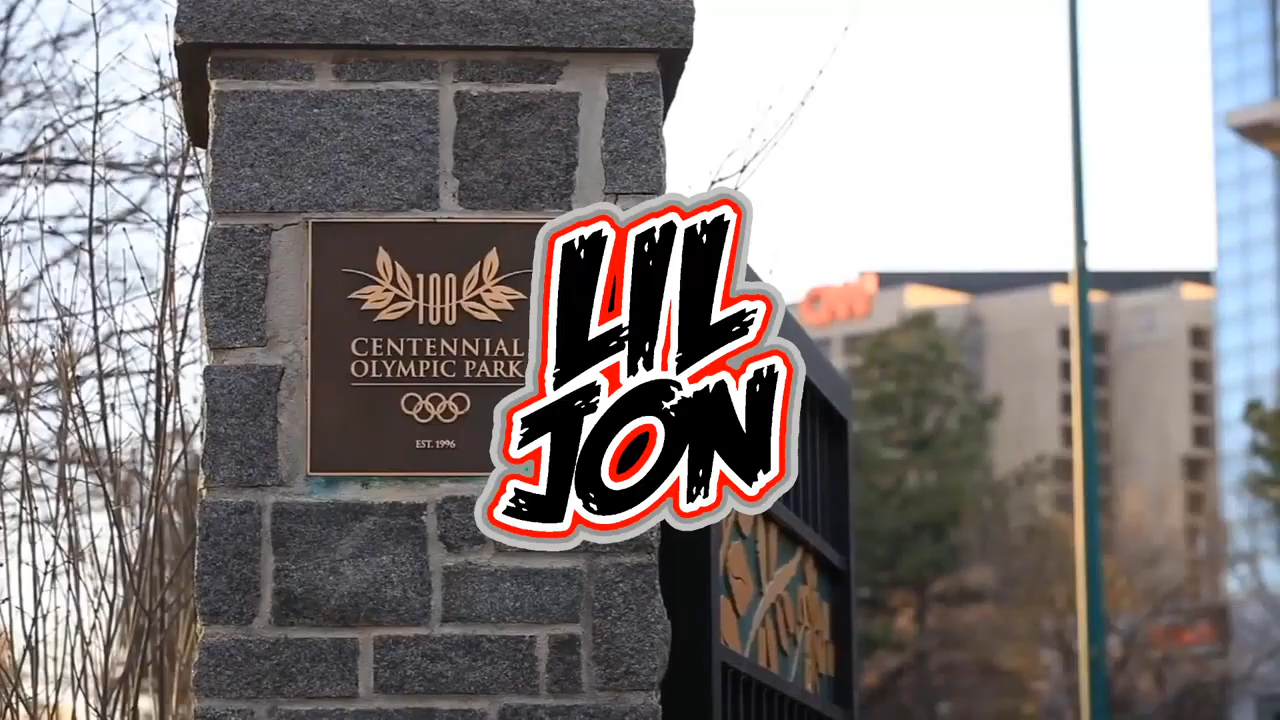 100
CENTENNIAL
OLYMPIC PARK
EST. 1996
LIL
JON
CNN